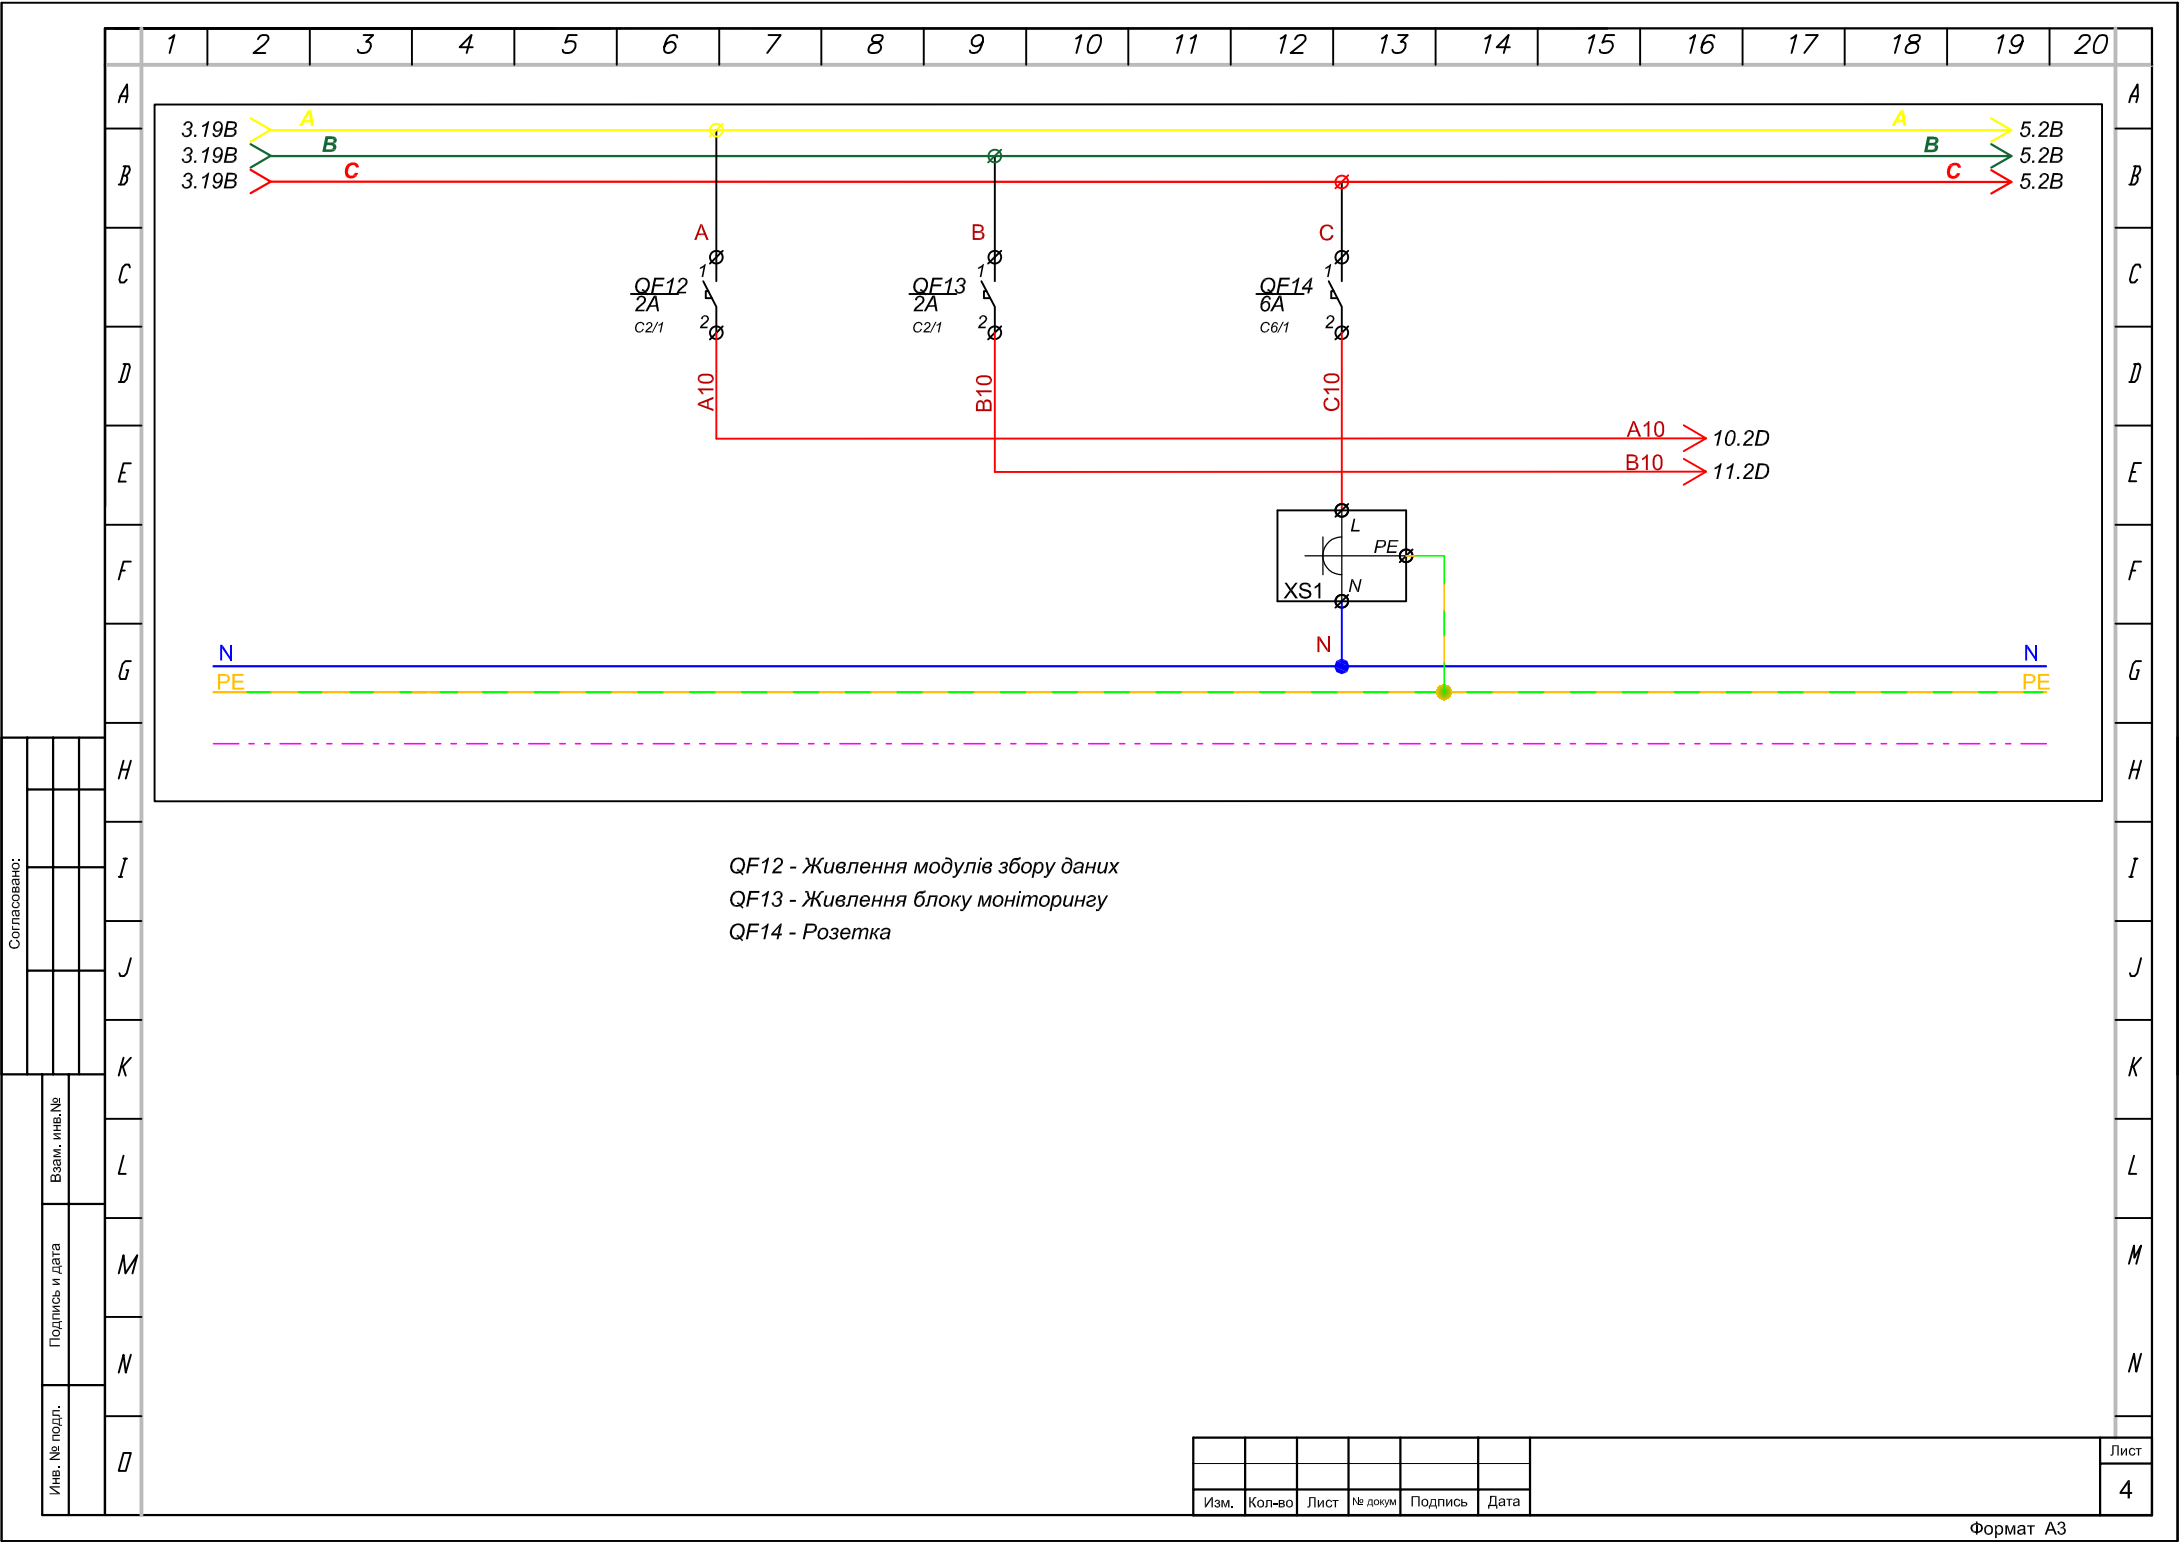 1 2 3 4 5 6 7 8 9 10 11 12 13 14 15 16 17 18 19 20
A A
3.19B A A 5.2B
3.19B B B 5.2B
3.19B C C 5.2B
B B
A B C
C C
1 1 1
QF12 QF13 QF14
2A 2A 6A
2 2 2
C2/1 C2/1 C6/1
D D
A10 B10 C10
A10 10.2D
B10 11.2D
E E
L
PE
F F
XS1 N
N N N
G G
PE PE
H H
QF12 - Живлення модулів збору даних
I I
QF13 - Живлення блоку моніторингу
QF14 - Розетка
J J
K K
L L
M M
N N
O
Согласовано:
Взам. инв.№
Подпись и дата
Инв. № подл.
Лист
4
Изм. Кол-во Лист № докум Подпись Дата
Формат А3